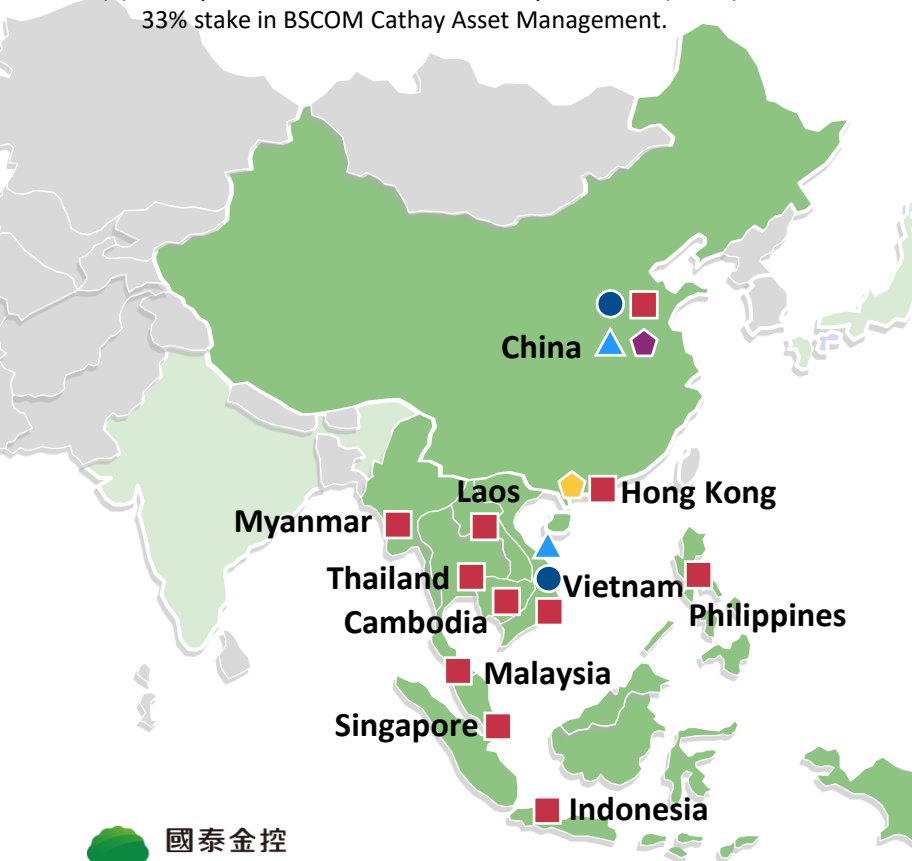 33% stake in BSCOM Cathay Asset Management.
China
Hong Kong
Laos
Myanmar
Thailand
Vietnam
Cambodia
Philippines
Malaysia
Singapore
Indonesia
國泰金控